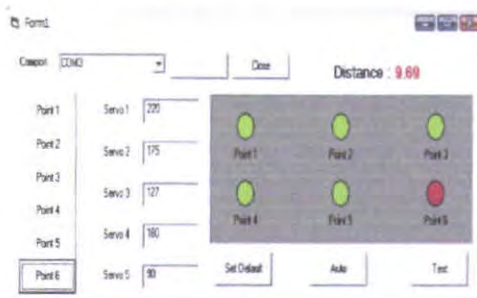 Form1
Comport COM3 Close Distance : 9.69
Point 1 Servo 1 220
Point 2 Servo 2 175
Point 3 Servo 3 127
Point 4 Servo 4 160
Point 5 Servo 5 90
Point 6
Point 1 Point 2 Point 3
Point 4 Point 5 Point 6
Set Default Auto Test